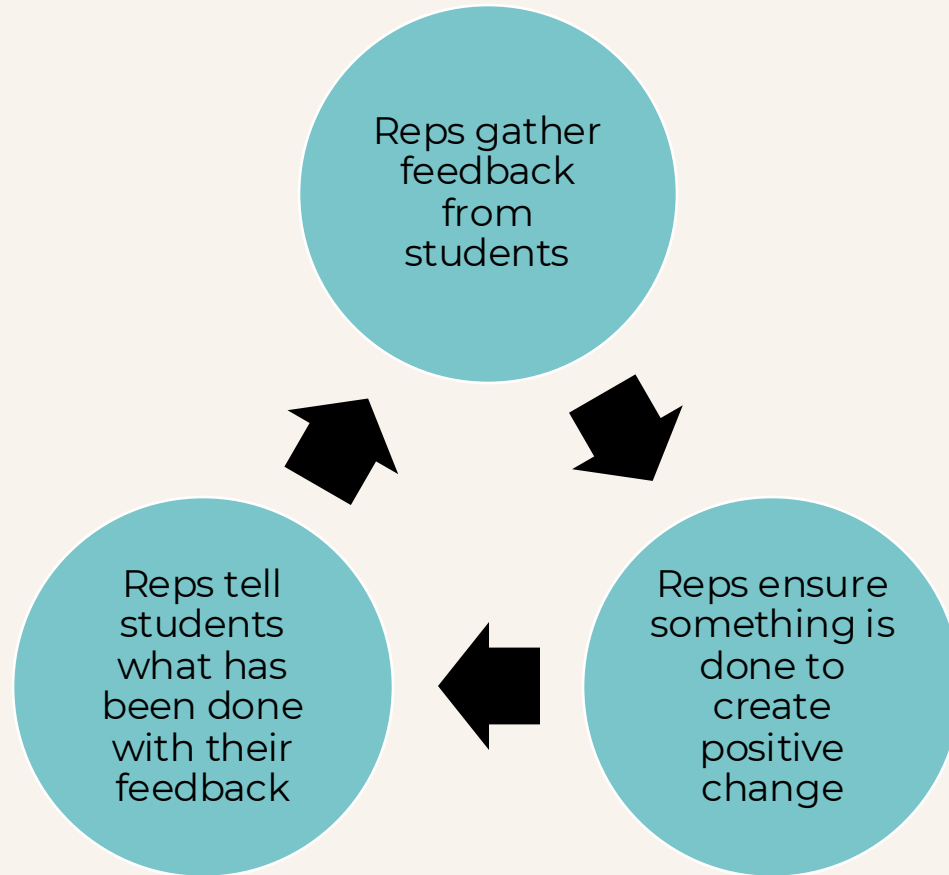 Reps gather
feedback
from
students
Reps ensure
something is
done to
create
positive
change
Reps tell
students
what has
been done
with their
feedback